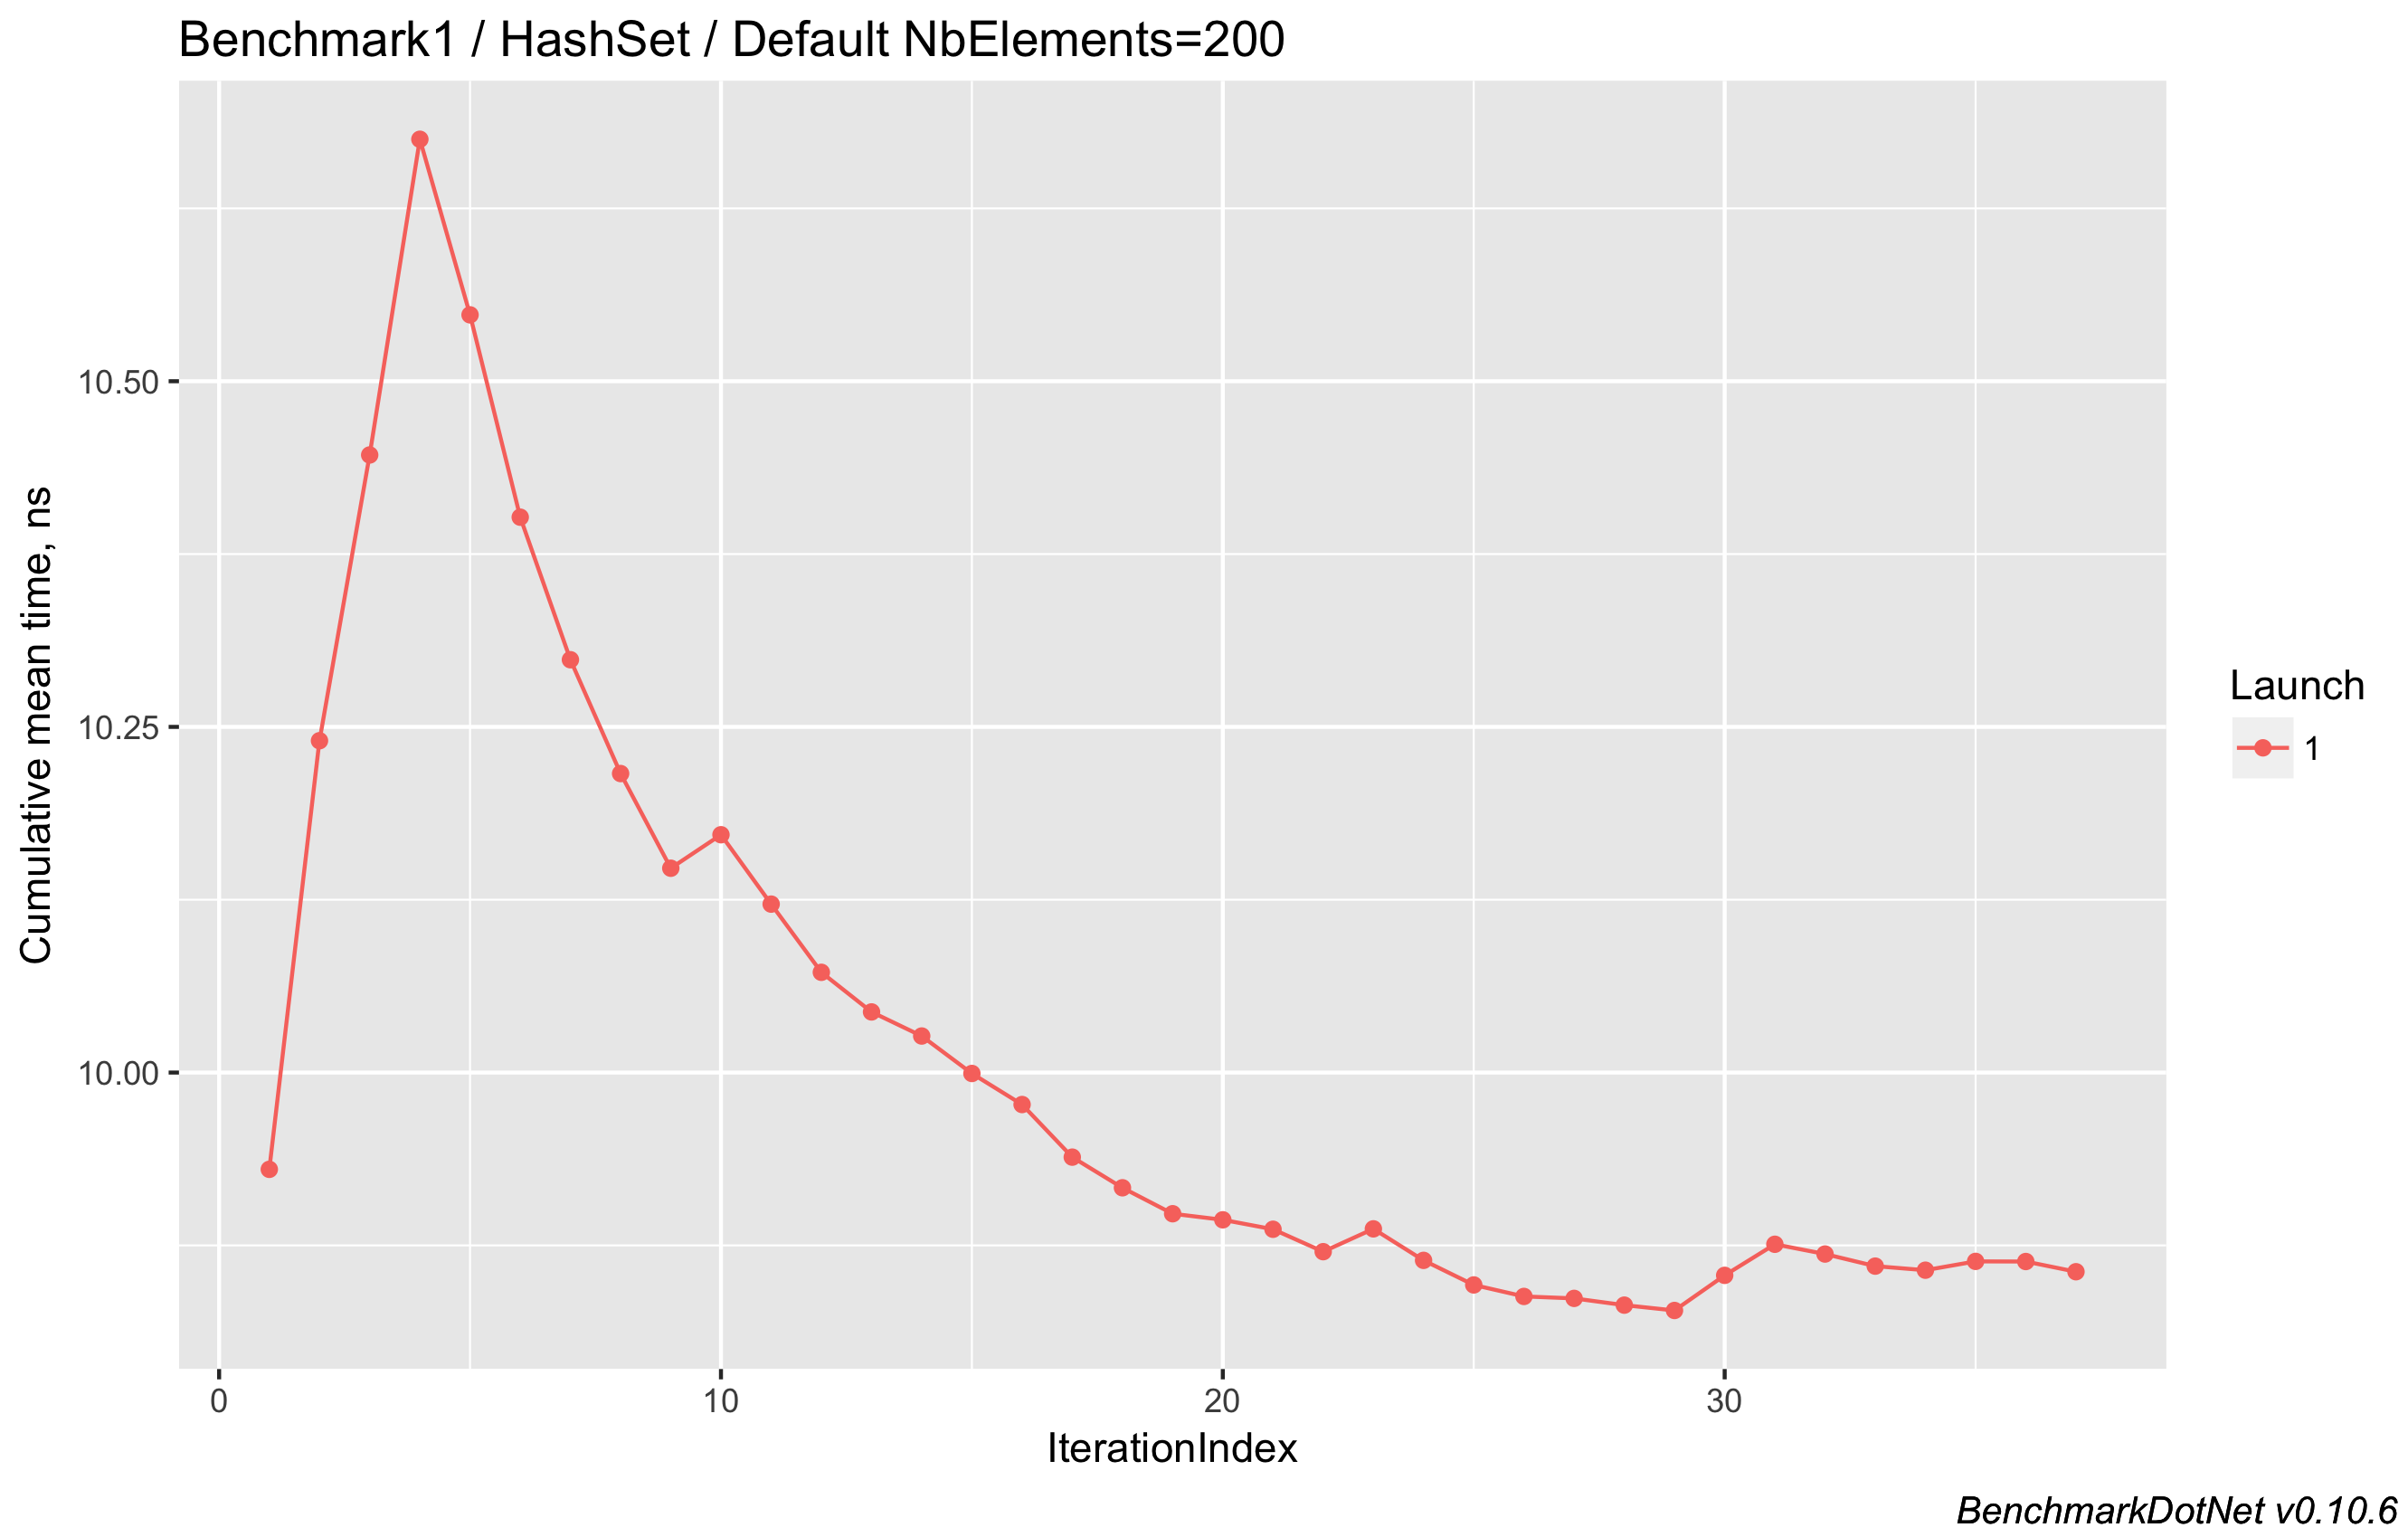 Benchmark1 / HashSet / Default NbElements=200
Cumulative mean time, ns
10.50
10.25
10.00
0
10
20
30
IterationIndex
Launch
1
BenchmarkDotNet v0.10.6